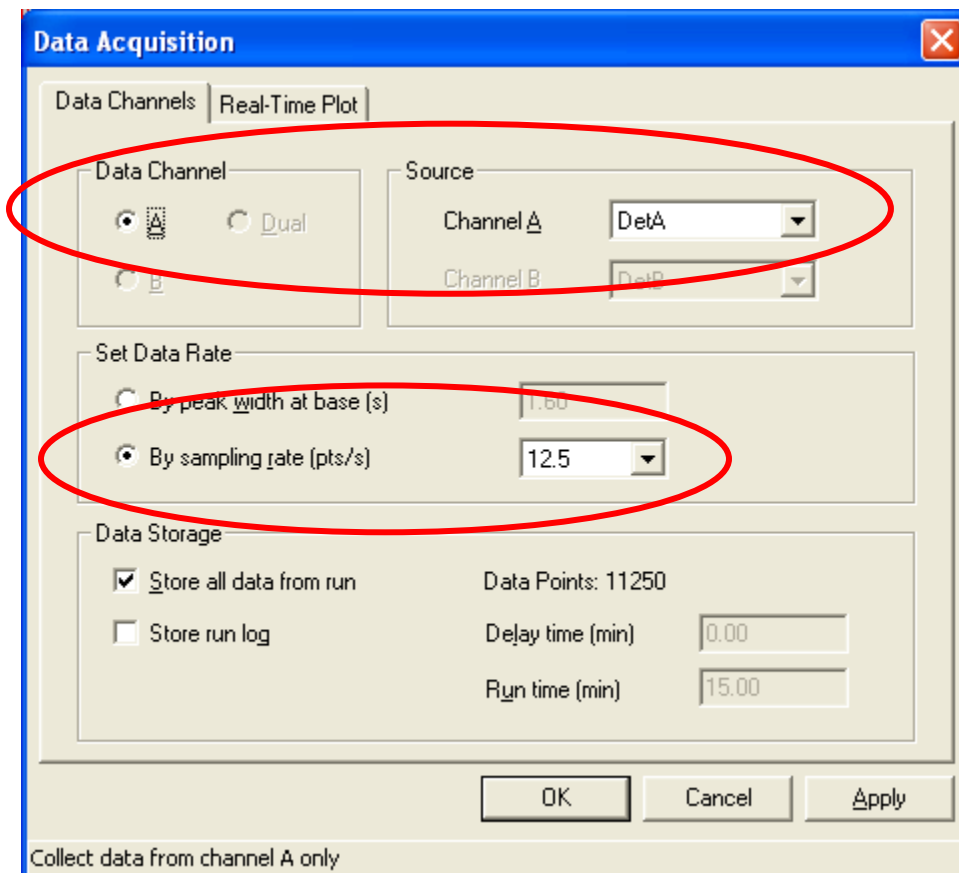 Data Acquisition
Data Channels
Real-Time Plot
Data Channel
A
Dual
B
Source
Channel A
DetA
Channel B
DetB
Set Data Rate
By peak width at base (s)
1.60
By sampling rate (pts/s)
12.5
Data Storage
Store all data from run
Data Points: 11250
Store run log
Delay time (min)
0.00
Run time (min)
15.00
OK
Cancel
Apply
Collect data from channel A only